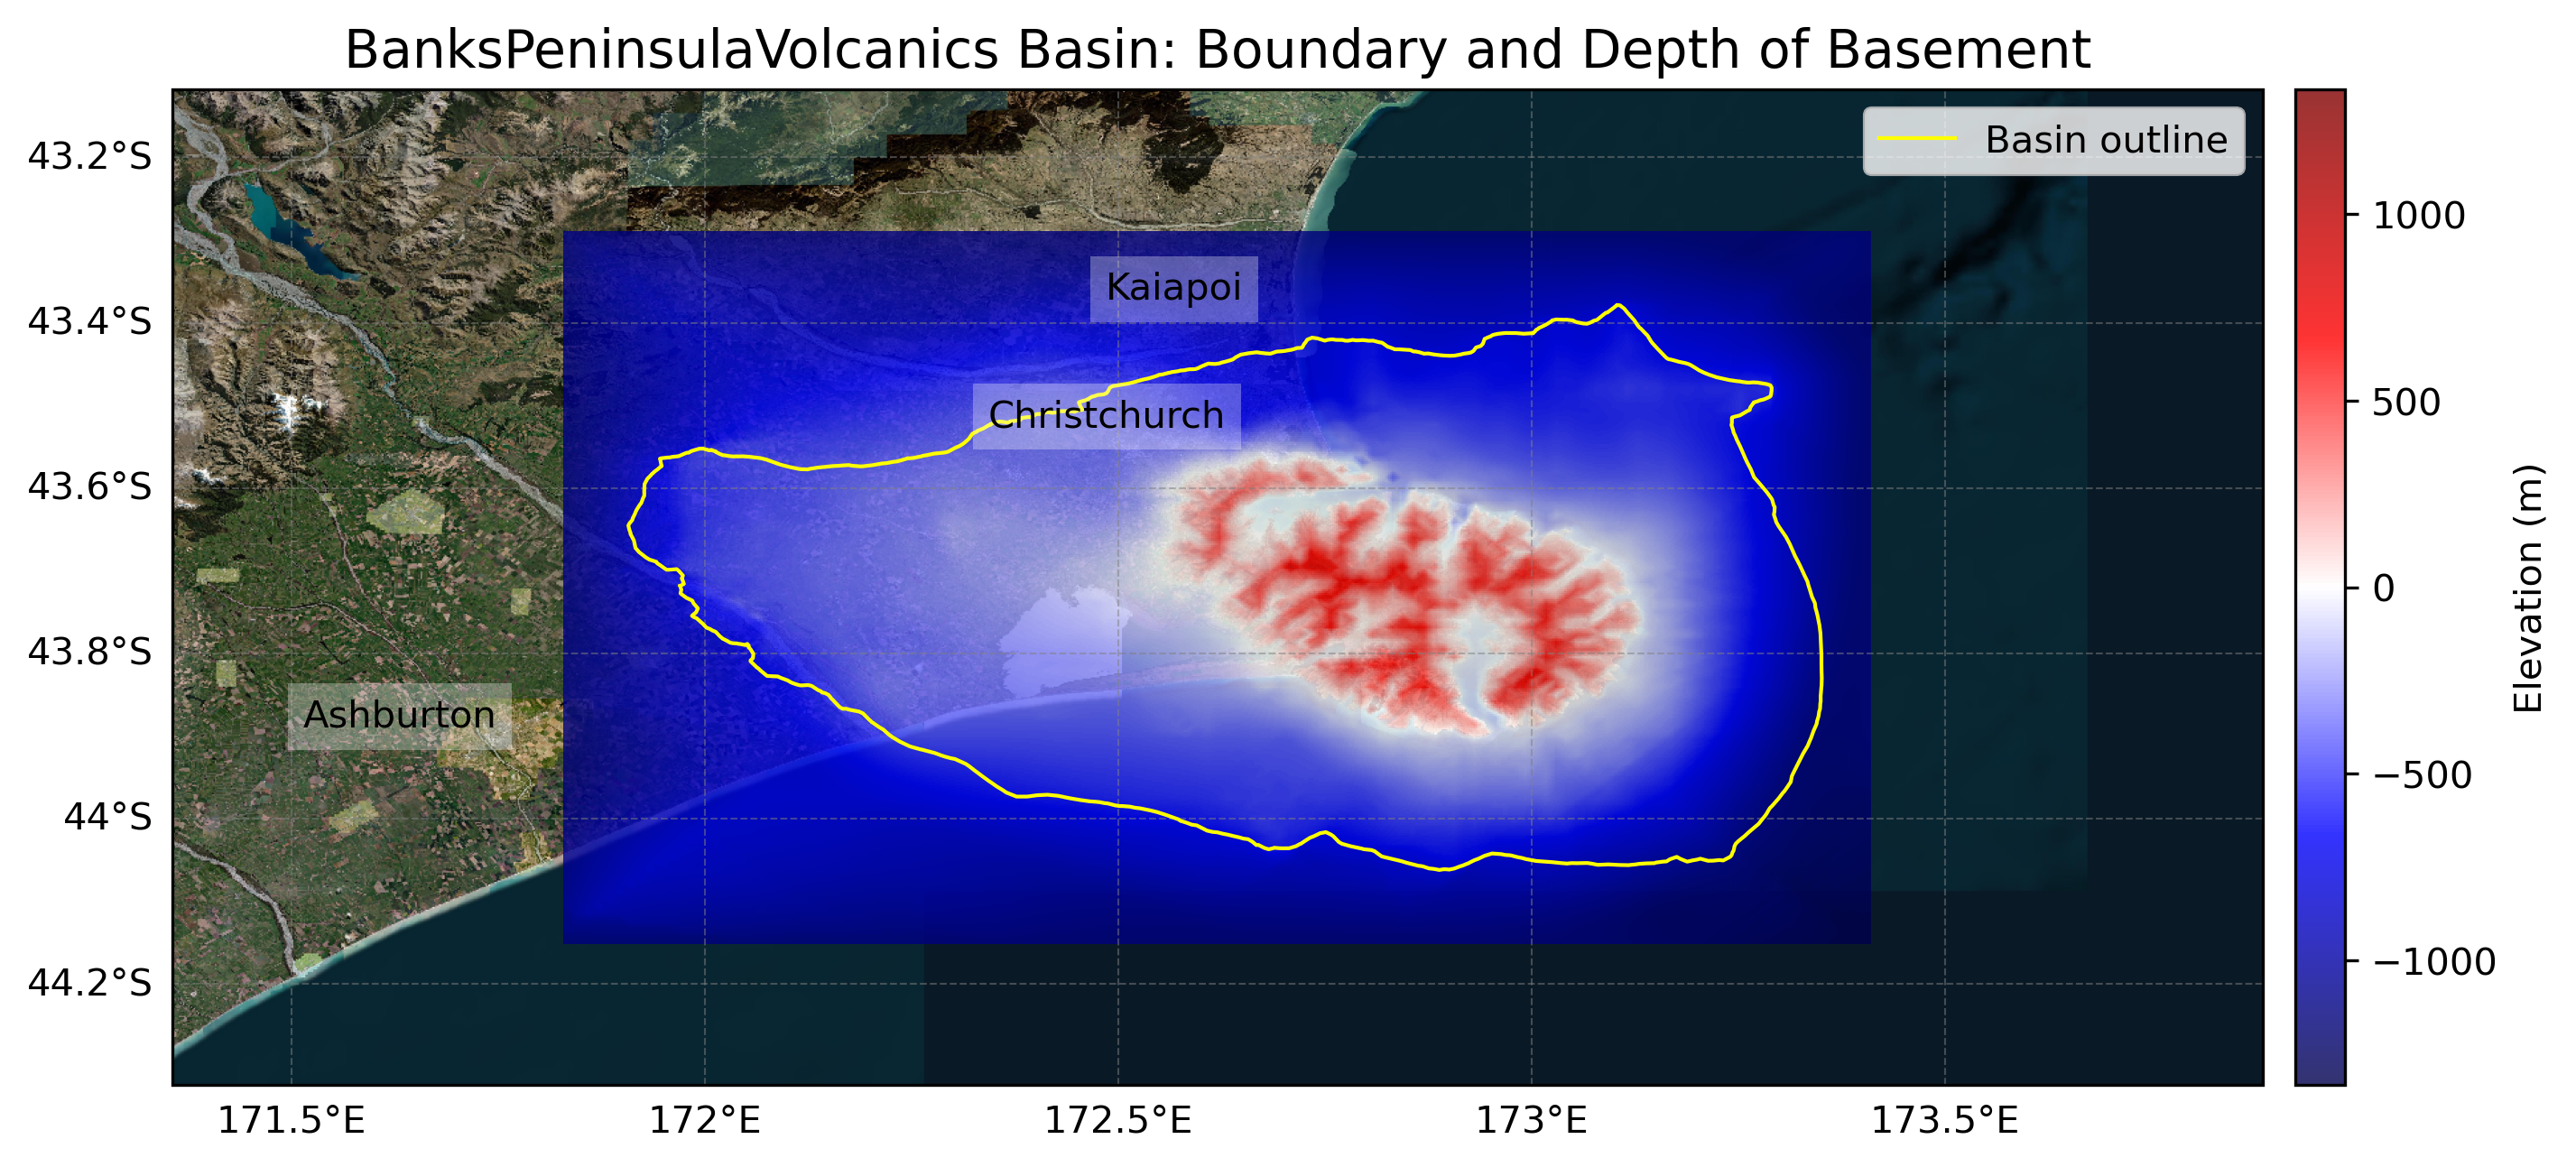 BanksPeninsulaVolcanics Basin: Boundary and Depth of Basement
Basin outline
43.2°S
43.4°S
43.6°S
43.8°S
44°S
44.2°S
Kaiapoi
Christchurch
Ashburton
171.5°E
172°E
172.5°E
173°E
173.5°E
1000
500
0
−500
−1000
Elevation (m)